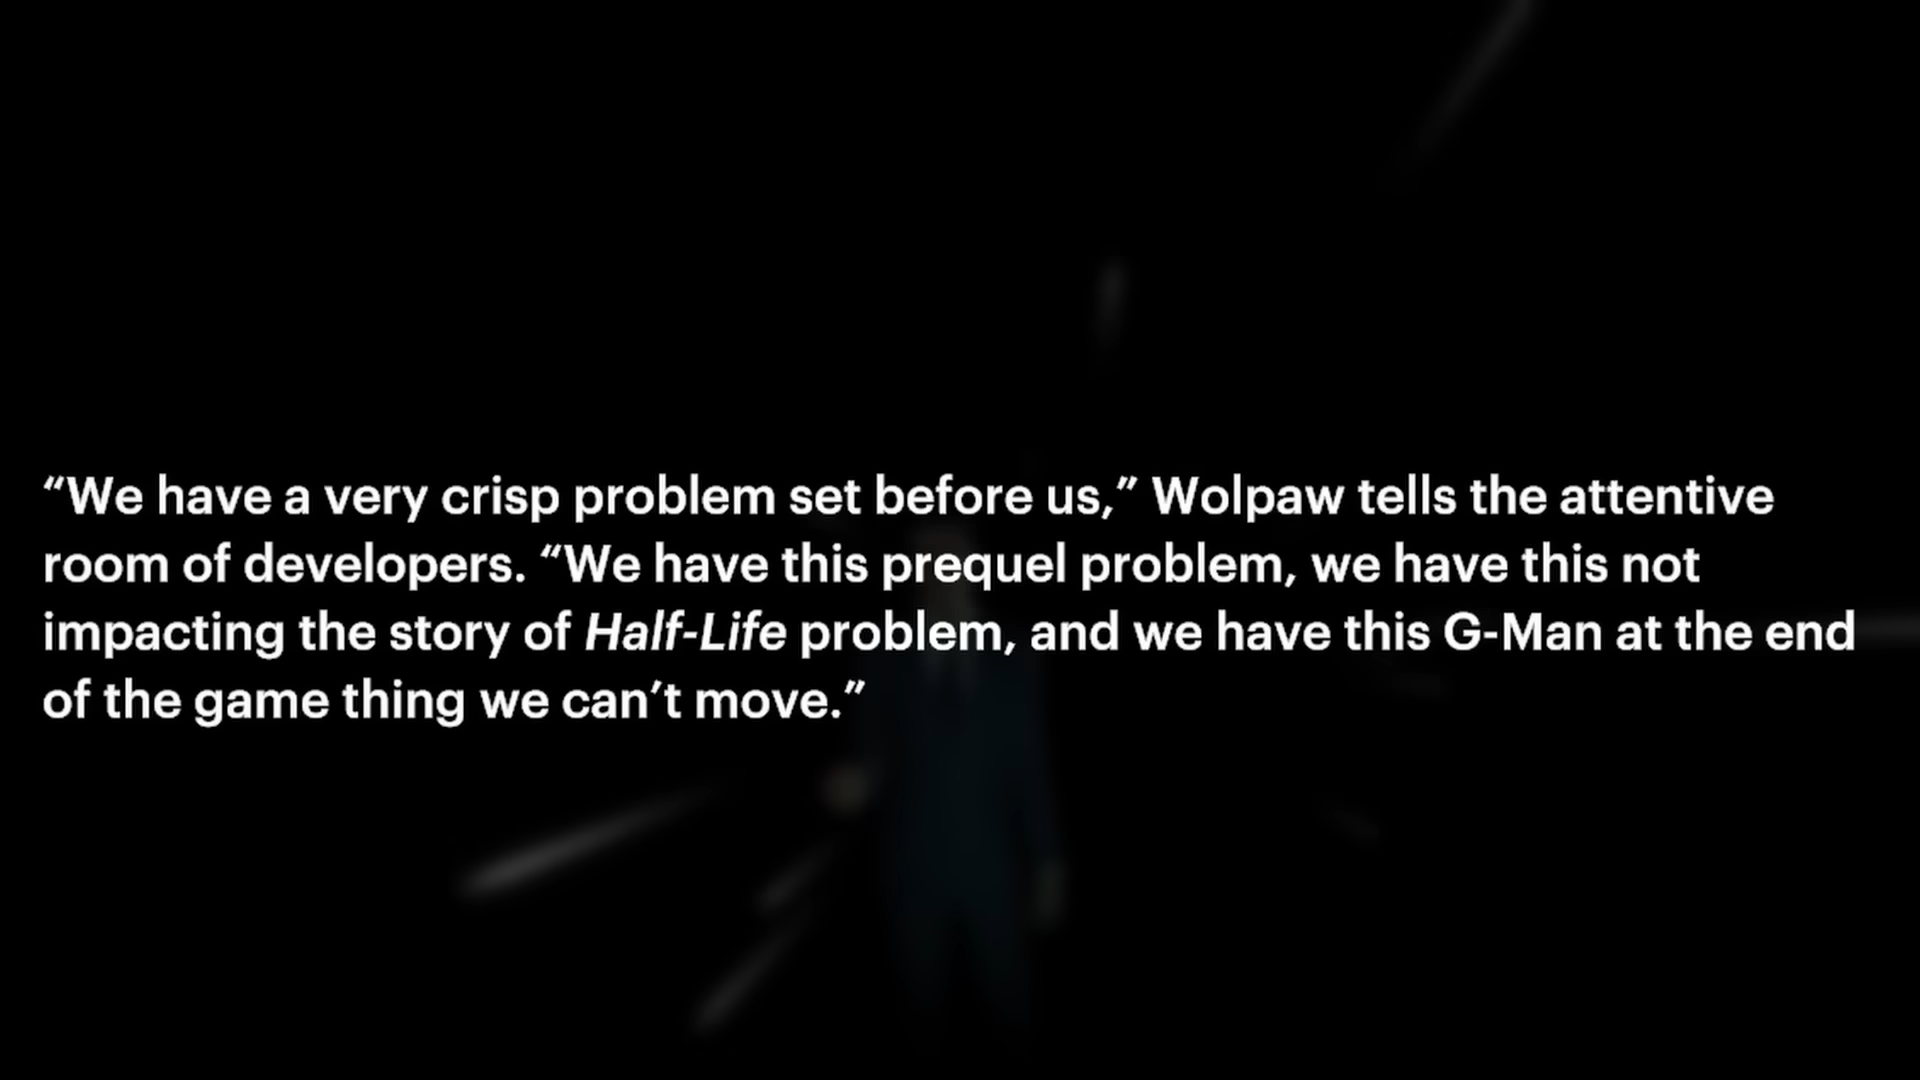 “We have a very crisp problem set before us,” Wolpaw tells the attentive
room of developers. “We have this prequel problem, we have this not
impacting the story of Half-Life problem, and we have this G-Man at the end
of the game thing we can’t move.”